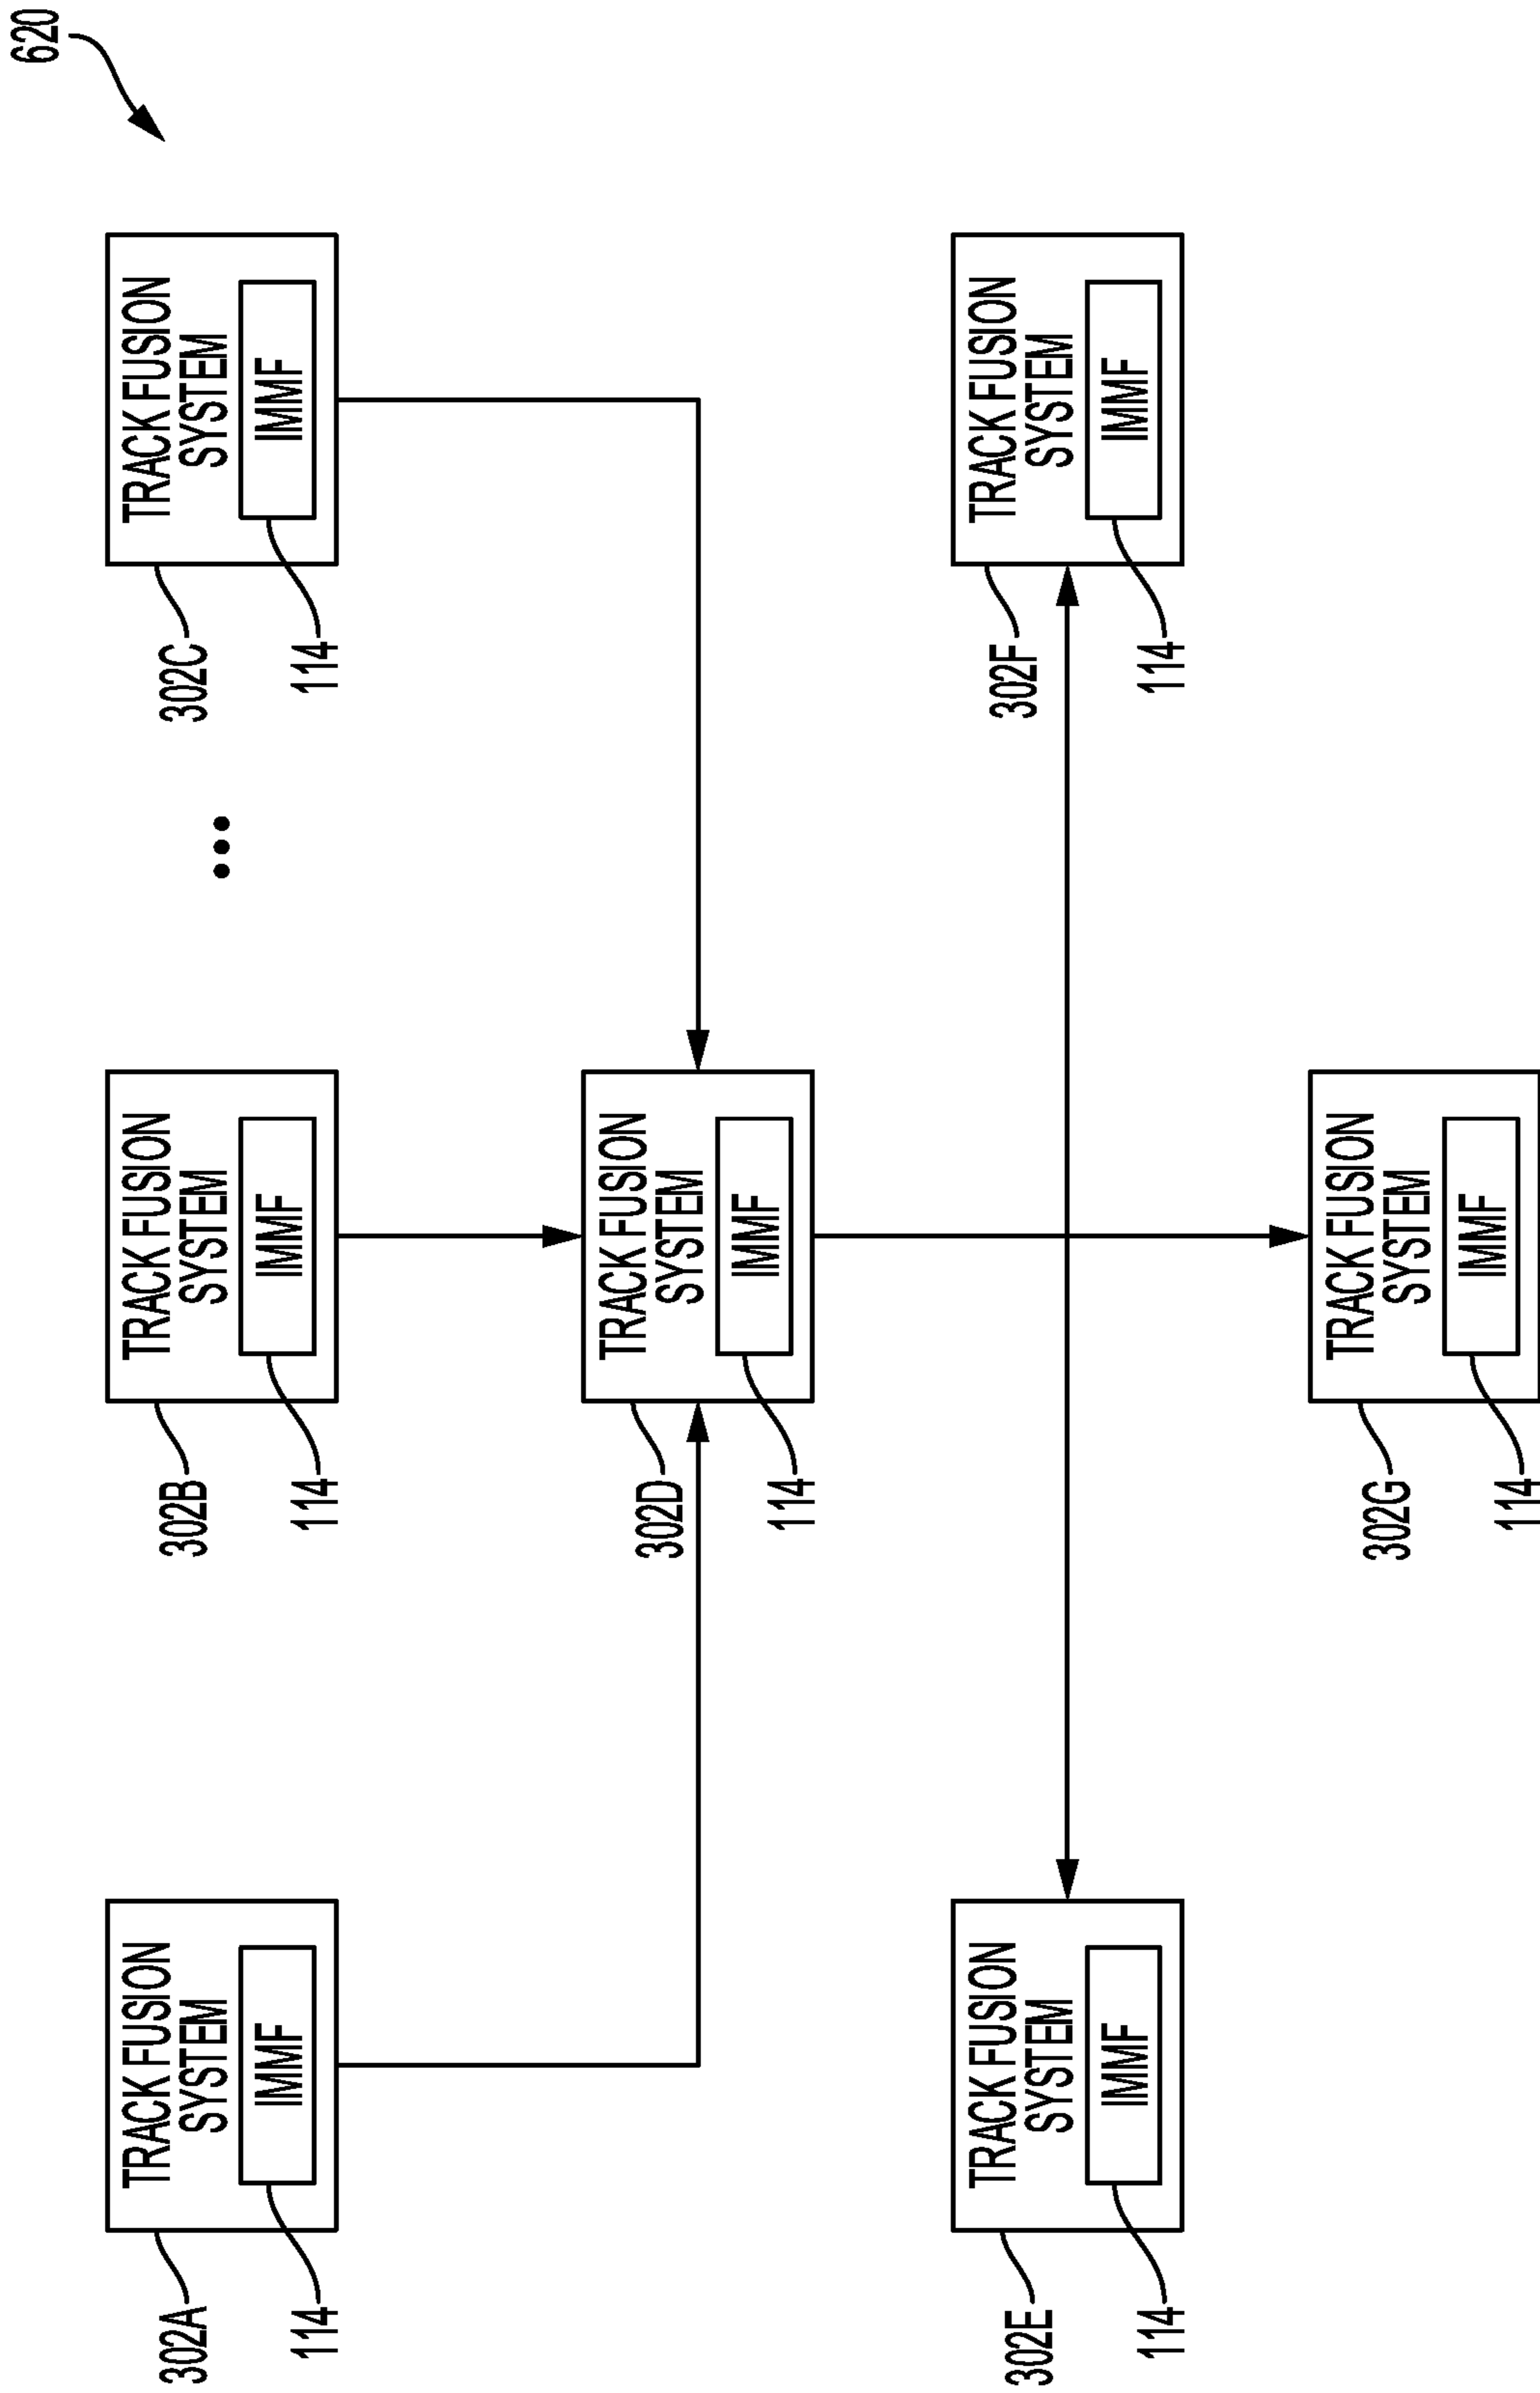 620
TRACK FUSION
SYSTEM
IMMF
302A
114
TRACK FUSION
SYSTEM
IMMF
302B
114
...
TRACK FUSION
SYSTEM
IMMF
302C
114
TRACK FUSION
SYSTEM
IMMF
302D
114
TRACK FUSION
SYSTEM
IMMF
302E
114
TRACK FUSION
SYSTEM
IMMF
302F
114
TRACK FUSION
SYSTEM
IMMF
302G
114